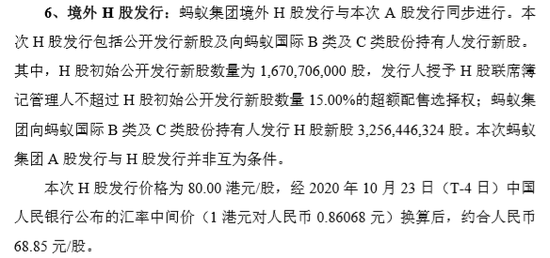 6、境外 H 股发行：蚂蚁集团境外 H 股发行与本次 A 股发行同步进行。本
次 H 股发行包括公开发行新股及向蚂蚁国际 B 类及 C 类股份持有人发行新股。
其中，H 股初始公开发行新股数量为 1,670,706,000 股，发行人授予 H 股联席簿
记管理人不超过 H 股初始公开发行新股数量 15.00%的超额配售选择权；蚂蚁集
团向蚂蚁国际 B 类及 C 类股份持有人发行 H 股新股 3,256,446,324 股。本次蚂蚁
集团 A 股发行与 H 股发行并非互为条件。
本次 H 股发行价格为 80.00 港元/股，经 2020 年 10 月 23 日（T-4 日）中国
人民银行公布的汇率中间价（1 港元对人民币 0.86068 元）换算后，约合人民币
68.85 元/股。